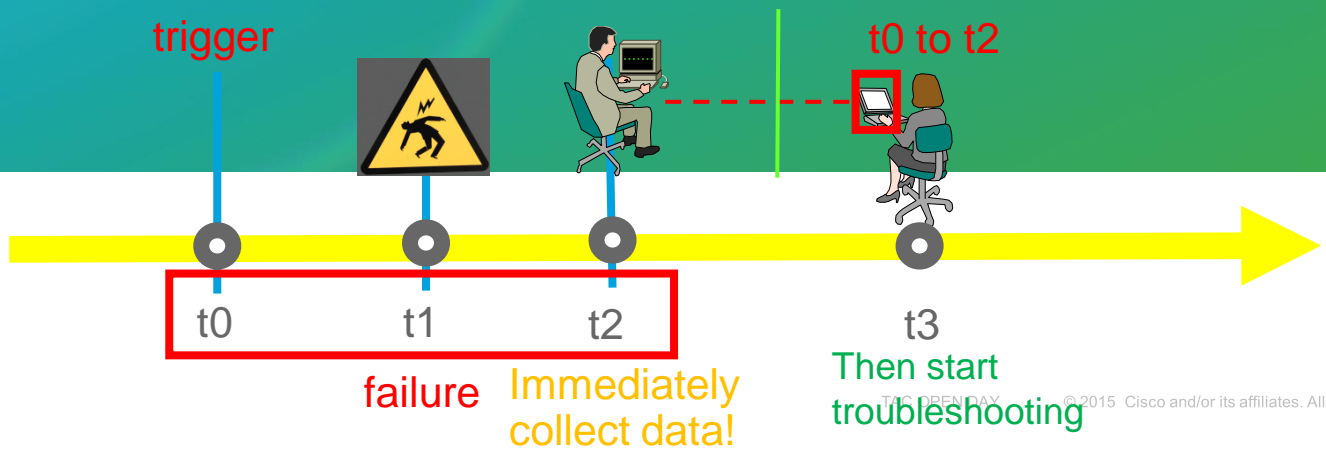 trigger
t0 to t2
t0
t1
t2
t3
failure
Immediately
collect data!
Then start
troubleshooting
TAC OPEN DAY
© 2015 Cisco and/or its affiliates. All